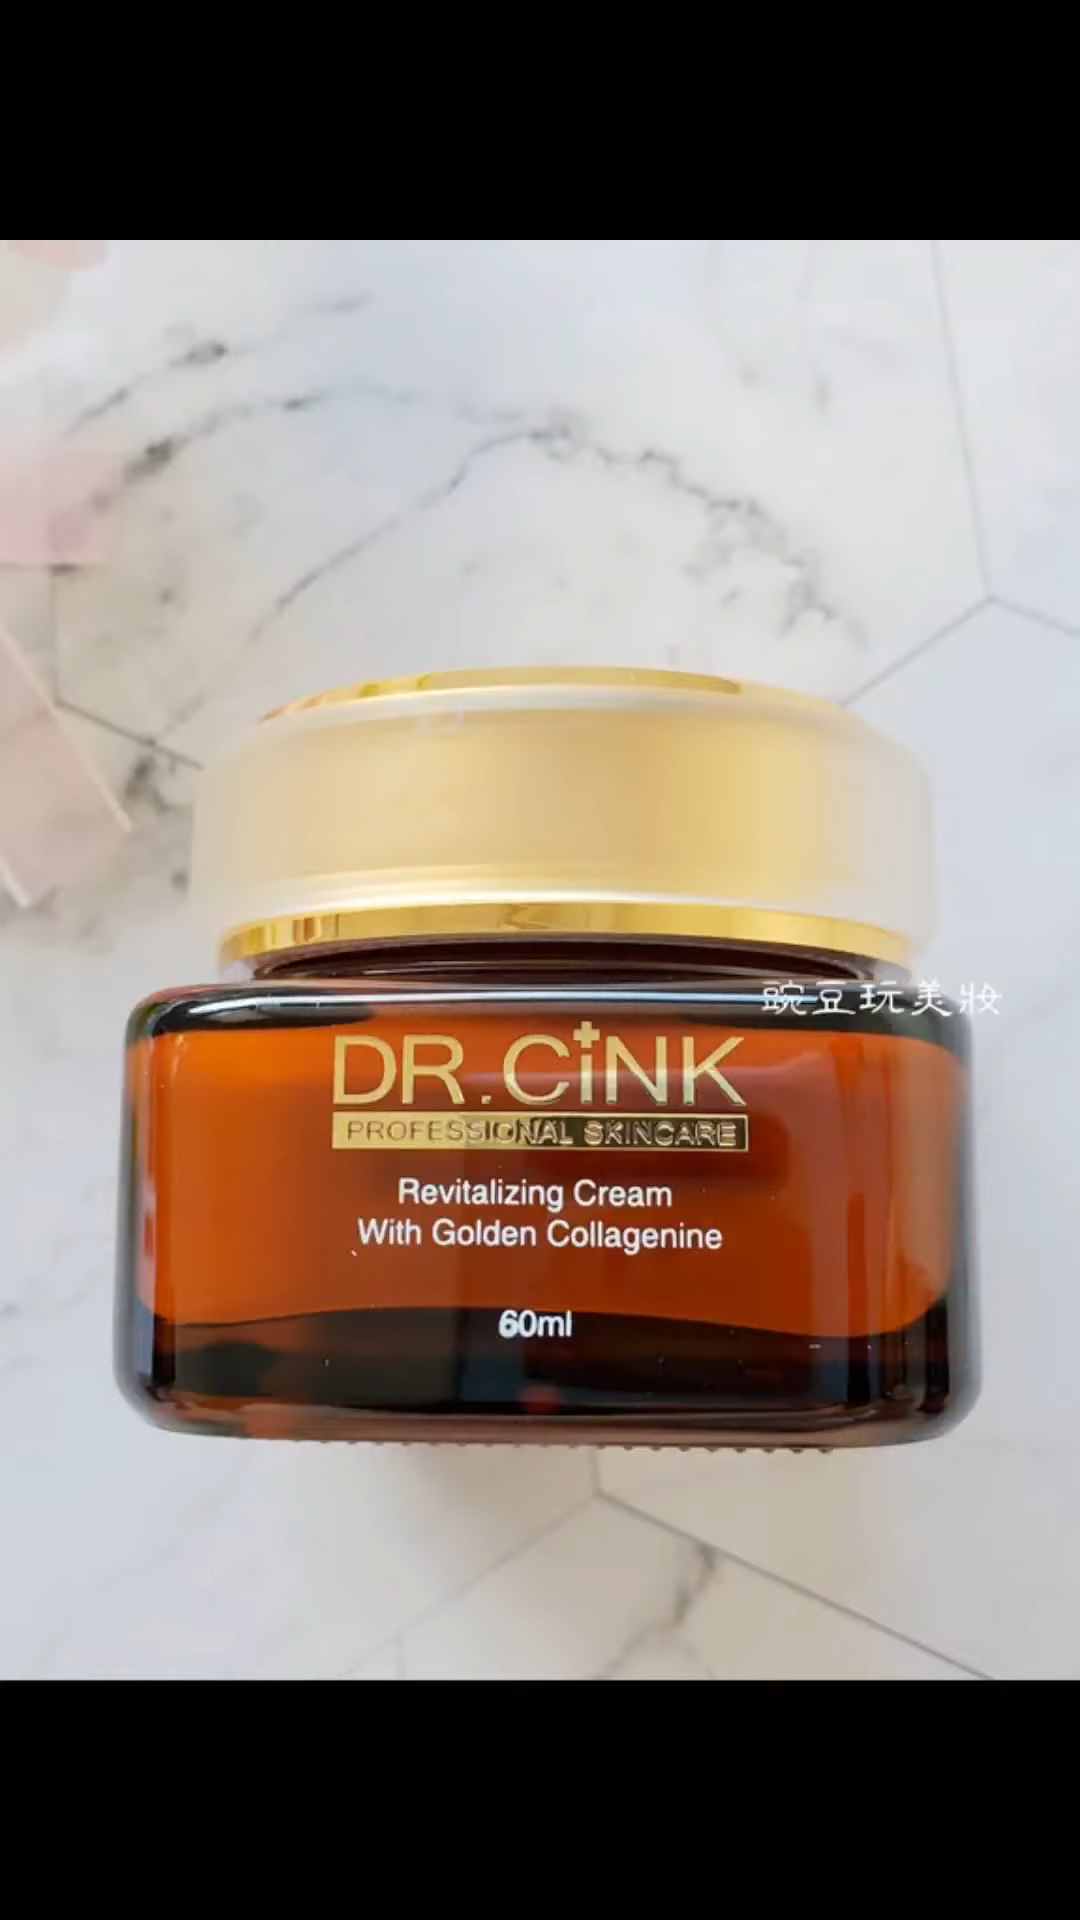 豌豆玩美妝
DR.CiNK
PROFESSIONAL SKINCARE
Revitalizing Cream
With Golden Collagenine
60ml